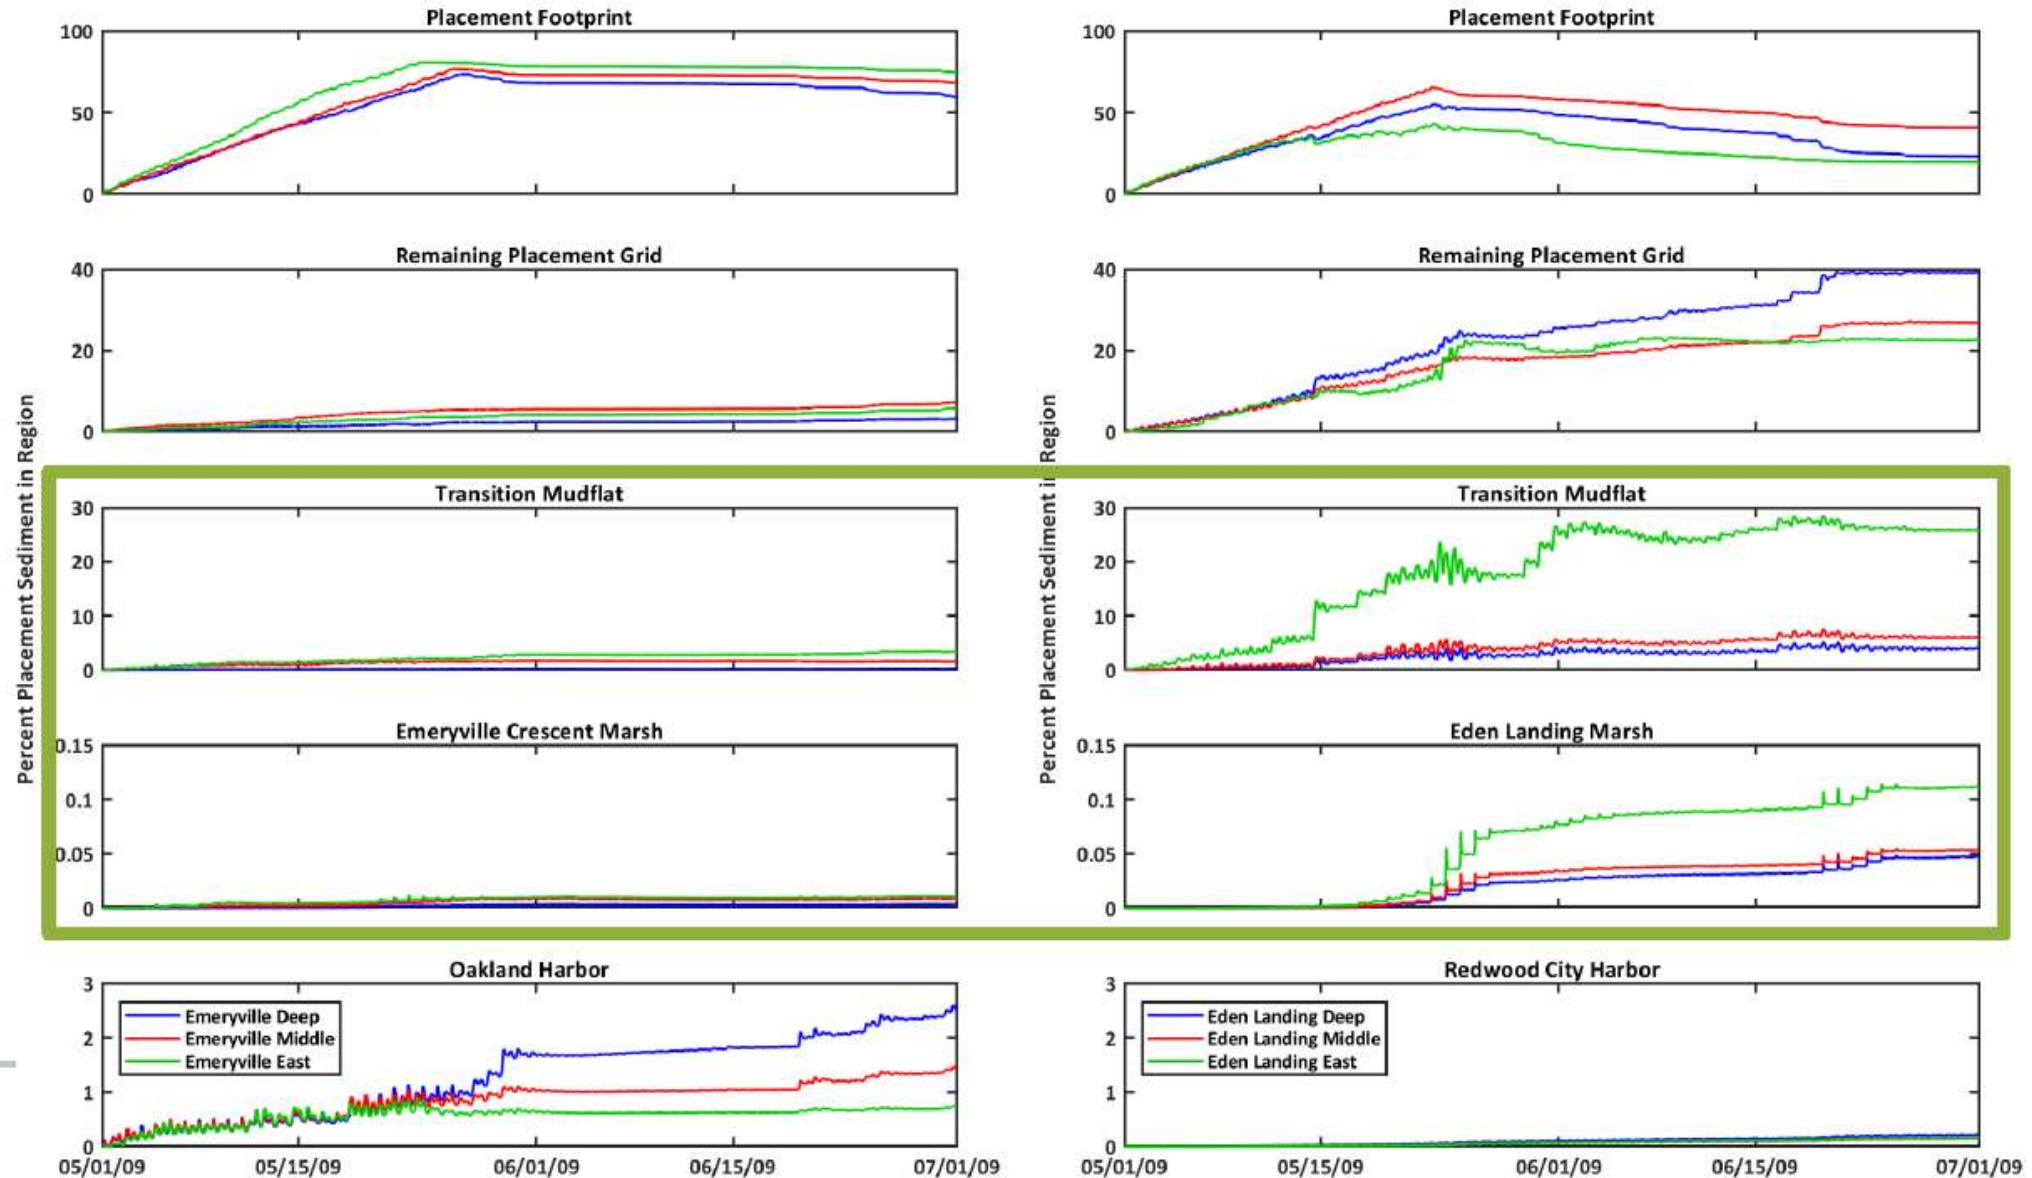 Placement Footprint
100
50
0
Remaining Placement Grid
40
20
0
Transition Mudflat
30
20
10
0
Emeryville Crescent Marsh
0.15
0.1
0.05
0
Oakland Harbor
3
2
1
0
Emeryville Deep
Emeryville Middle
Emeryville East
05/01/09 05/15/09 06/01/09 06/15/09 07/01/09
Percent Placement Sediment in Region
Placement Footprint
100
50
0
Remaining Placement Grid
40
20
0
Transition Mudflat
30
20
10
0
Eden Landing Marsh
0.15
0.1
0.05
0
Redwood City Harbor
3
2
1
0
Eden Landing Deep
Eden Landing Middle
Eden Landing East
05/01/09 05/15/09 06/01/09 06/15/09 07/01/09
Percent Placement Sediment in Region